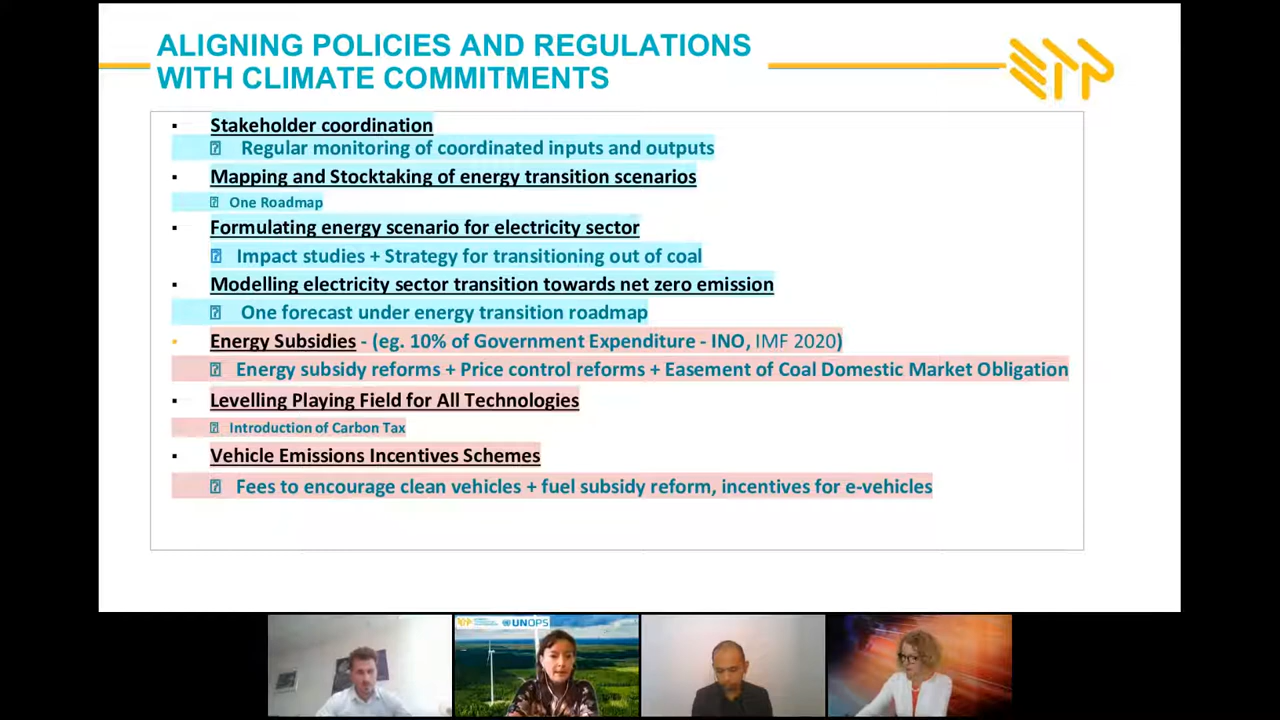 ALIGNING POLICIES AND REGULATIONS
WITH CLIMATE COMMITMENTS
ETP
▪ Stakeholder coordination
Regular monitoring of coordinated inputs and outputs
▪ Mapping and Stocktaking of energy transition scenarios
One Roadmap
▪ Formulating energy scenario for electricity sector
Impact studies + Strategy for transitioning out of coal
▪ Modelling electricity sector transition towards net zero emission
One forecast under energy transition roadmap
▪ Energy Subsidies - (eg. 10% of Government Expenditure - INO, IMF 2020)
Energy subsidy reforms + Price control reforms + Easement of Coal Domestic Market Obligation
▪ Levelling Playing Field for All Technologies
Introduction of Carbon Tax
▪ Vehicle Emissions Incentives Schemes
Fees to encourage clean vehicles + fuel subsidy reform, incentives for e-vehicles
ETP UNOPS